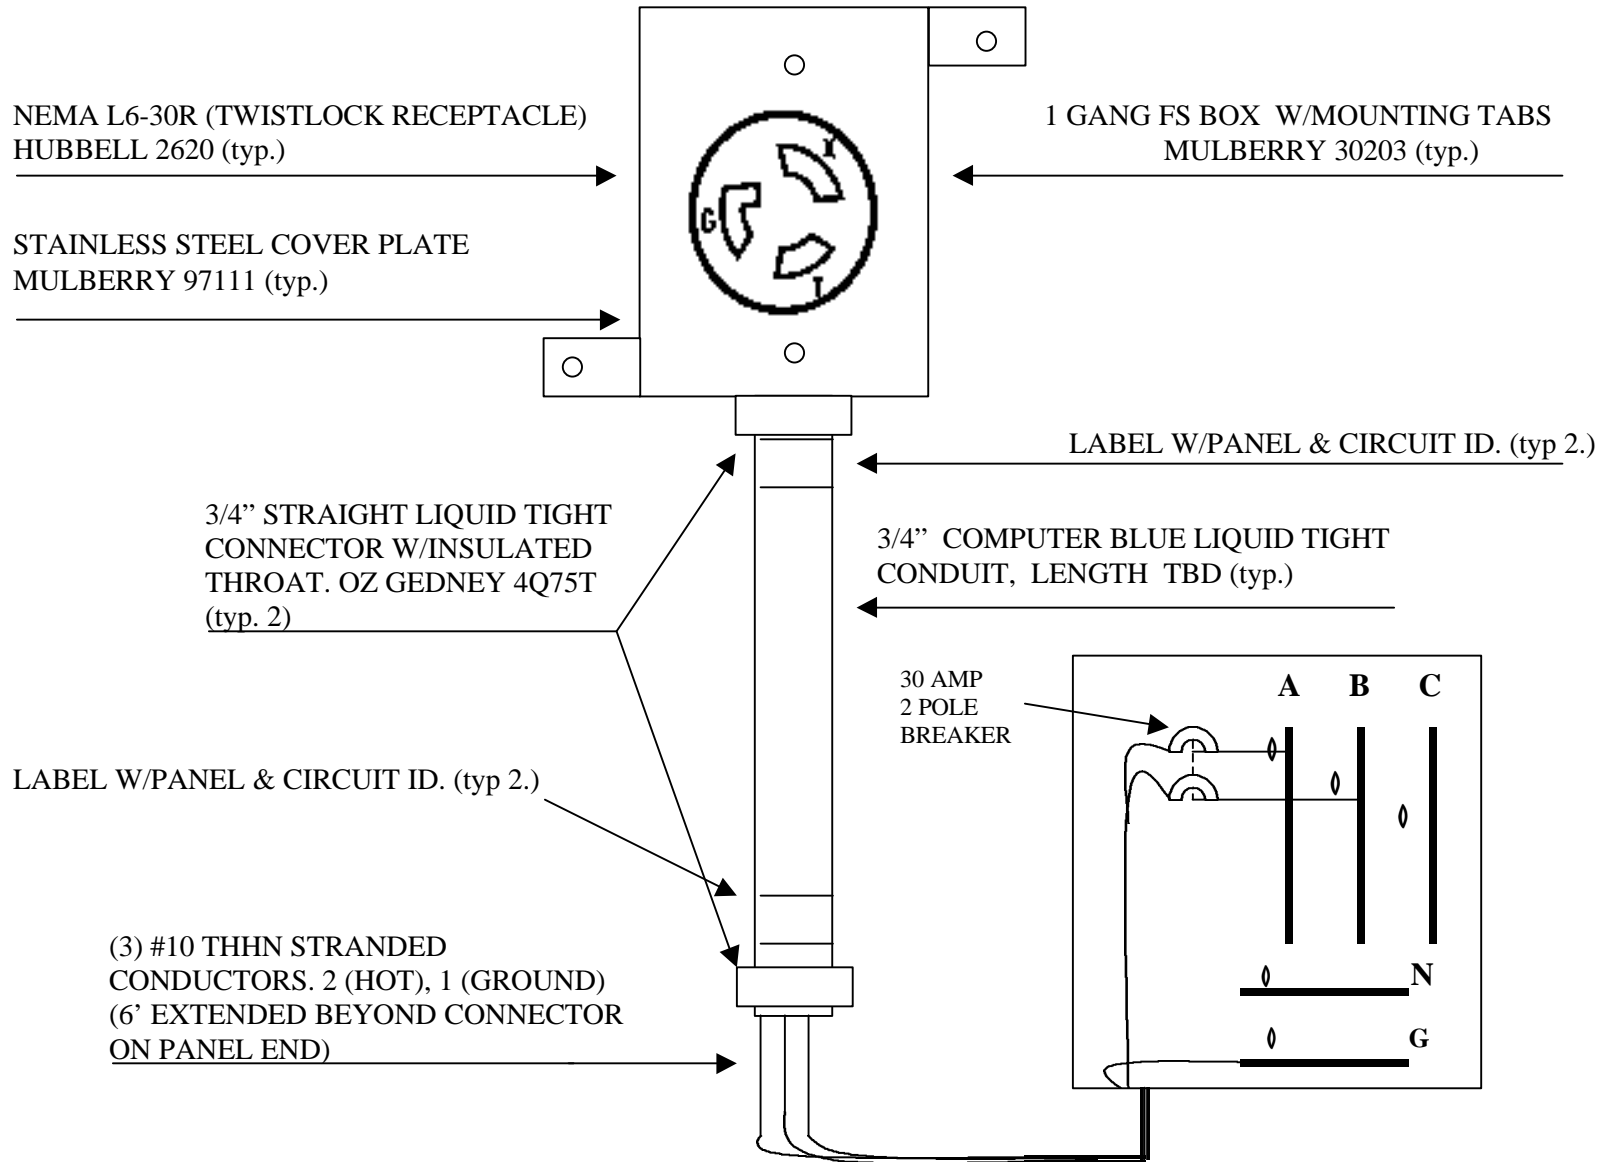 NEMA L6-30R (TWISTLOCK RECEPTACLE)
HUBBELL 2620 (typ.)
1 GANG FS BOX W/MOUNTING TABS
MULBERRY 30203 (typ.)
STAINLESS STEEL COVER PLATE
MULBERRY 97111 (typ.)
G
LABEL W/PANEL & CIRCUIT ID. (typ 2.)
3/4” STRAIGHT LIQUID TIGHT
CONNECTOR W/INSULATED
THROAT. OZ GEDNEY 4Q75T
(typ. 2)
3/4” COMPUTER BLUE LIQUID TIGHT
CONDUIT, LENGTH TBD (typ.)
30 AMP
2 POLE
BREAKER
A B C
LABEL W/PANEL & CIRCUIT ID. (typ 2.)
(3) #10 THHN STRANDED
CONDUCTORS. 2 (HOT), 1 (GROUND)
(6’ EXTENDED BEYOND CONNECTOR
ON PANEL END)
N
G